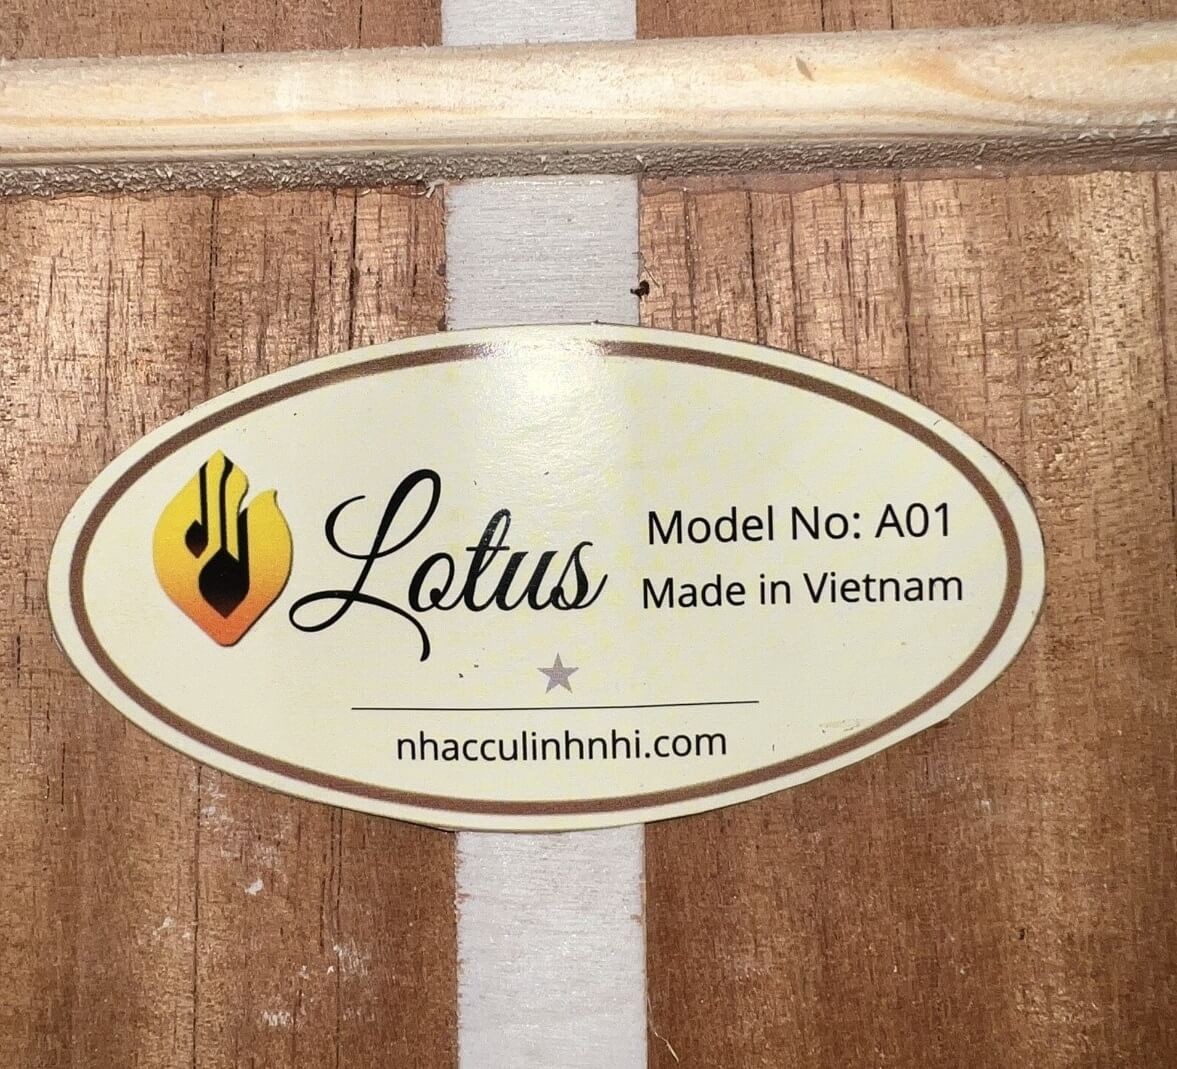 Lotus
Model No: A01
Made in Vietnam
nhacculinhnhi.com